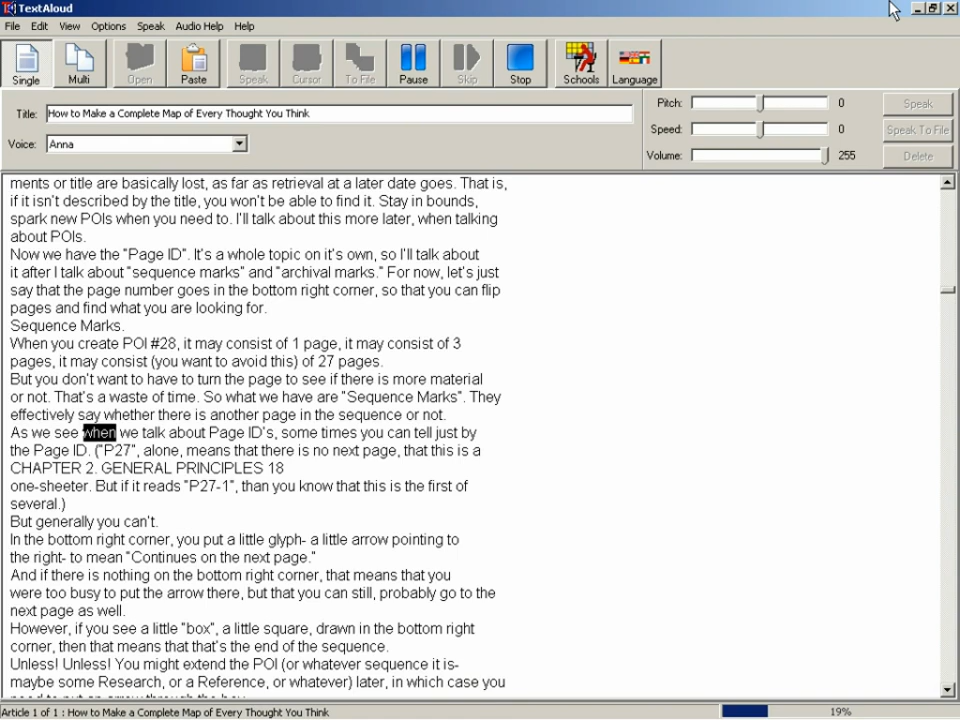 TextAloud
File Edit View Options Speak Audio Help Help
Single Multi Open Paste Speak Cursor To File Pause Skip Stop Schools Language
Title: How to Make a Complete Map of Every Thought You Think
Voice: Anna
Pitch: 0 Speak
Speed: 0 Speak To File
Volume: 255 Delete
ments or title are basically lost, as far as retrieval at a later date goes. That is,
if it isn't described by the title, you won't be able to find it. Stay in bounds,
spark new POIs when you need to. I'll talk about this more later, when talking
about POIs.
Now we have the "Page ID". It's a whole topic on it's own, so I'll talk about
it after I talk about "sequence marks" and "archival marks." For now, let's just
say that the page number goes in the bottom right corner, so that you can flip
pages and find what you are looking for.
Sequence Marks.
When you create POI #28, it may consist of 1 page, it may consist of 3
pages, it may consist (you want to avoid this) of 27 pages.
But you don't want to have to turn the page to see if there is more material
or not. That's a waste of time. So what we have are "Sequence Marks". They
effectively say whether there is another page in the sequence or not.
As we see when we talk about Page ID's, some times you can tell just by
the Page ID. ("P27", alone, means that there is no next page, that this is a
CHAPTER 2. GENERAL PRINCIPLES 18
one-sheeter. But if it reads "P27-1", than you know that this is the first of
several.)
But generally you can't.
In the bottom right corner, you put a little glyph- a little arrow pointing to
the right- to mean "Continues on the next page."
And if there is nothing on the bottom right corner, that means that you
were too busy to put the arrow there, but that you can still, probably go to the
next page as well.
However, if you see a little "box", a little square, drawn in the bottom right
corner, then that means that that's the end of the sequence.
Unless! Unless! You might extend the POI (or whatever sequence it is-
maybe some Research, or a Reference, or whatever) later, in which case you
need to put an arrow through the box.
Article 1 of 1 : How to Make a Complete Map of Every Thought You Think 19%